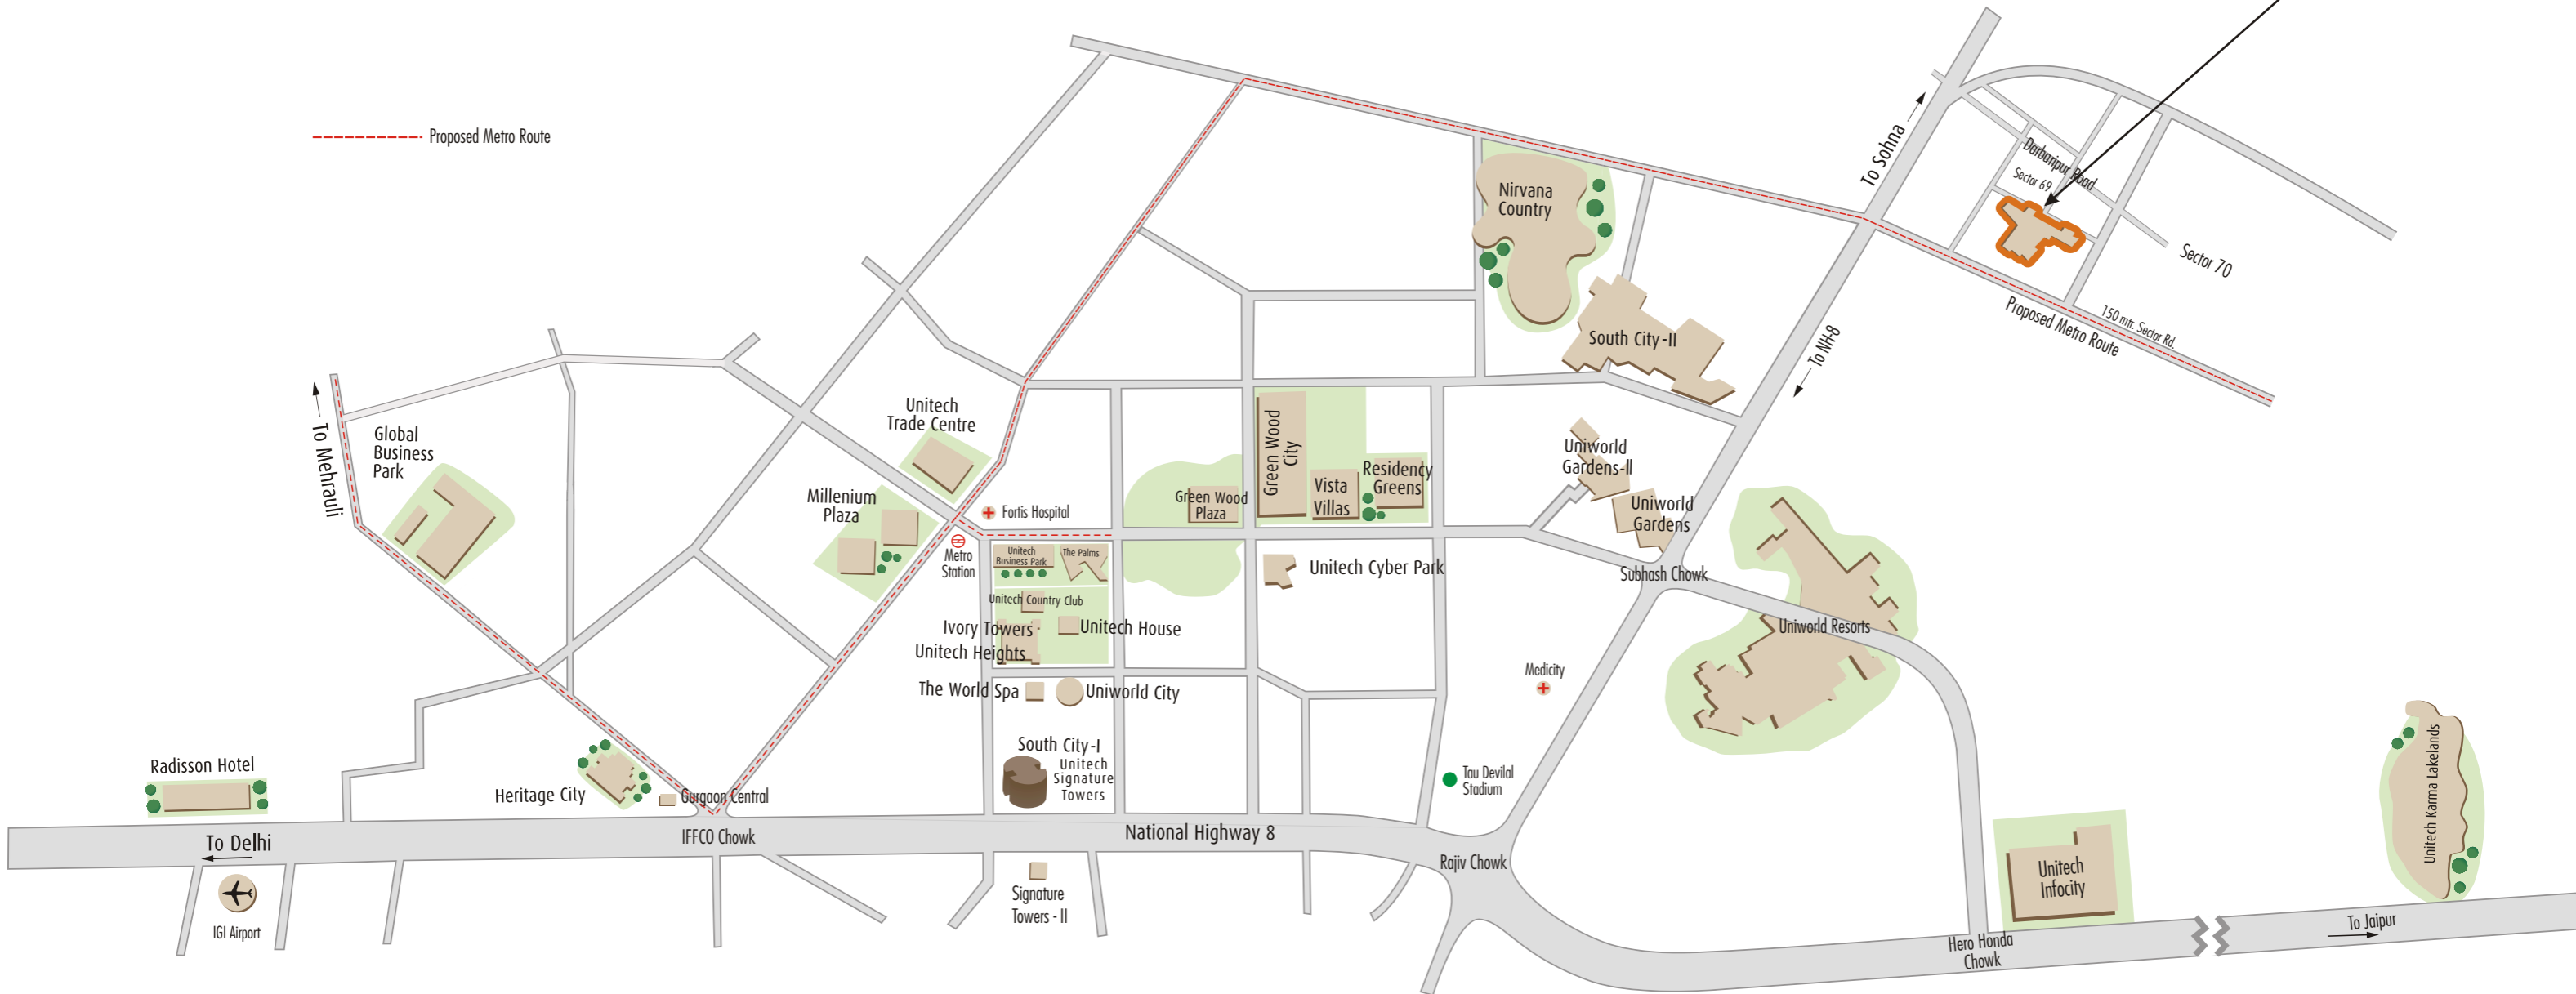 Proposed Metro Route
To Sohna
Darbaripur Road
Sector 69
Sector 70
Proposed Metro Route
150 mtr. Sector Rd.
To NH-8
Nirvana
Country
South City-II
To Mehrauli
Global
Business
Park
Unitech
Trade Centre
Millenium
Plaza
Fortis Hospital
Metro
Station
Unitech
Business Park
The Palms
Unitech Country Club
Ivory Towers
Unitech House
Unitech Heights
The World Spa
Uniworld City
South City-I
Unitech
Signature
Towers
Green Wood
Plaza
Green Wood
City
Vista
Villas
Residency
Greens
Unitech Cyber Park
Uniworld
Gardens-II
Uniworld
Gardens
Subhash Chowk
Uniworld Resorts
Medicity
Tau Devilal
Stadium
Radisson Hotel
Heritage City
Gurgaon Central
To Delhi
IFFCO Chowk
National Highway 8
Rajiv Chowk
IGI Airport
Signature
Towers - II
Unitech
Infocity
Hero Honda
Chowk
Unitech Karma Lakelands
To Jaipur